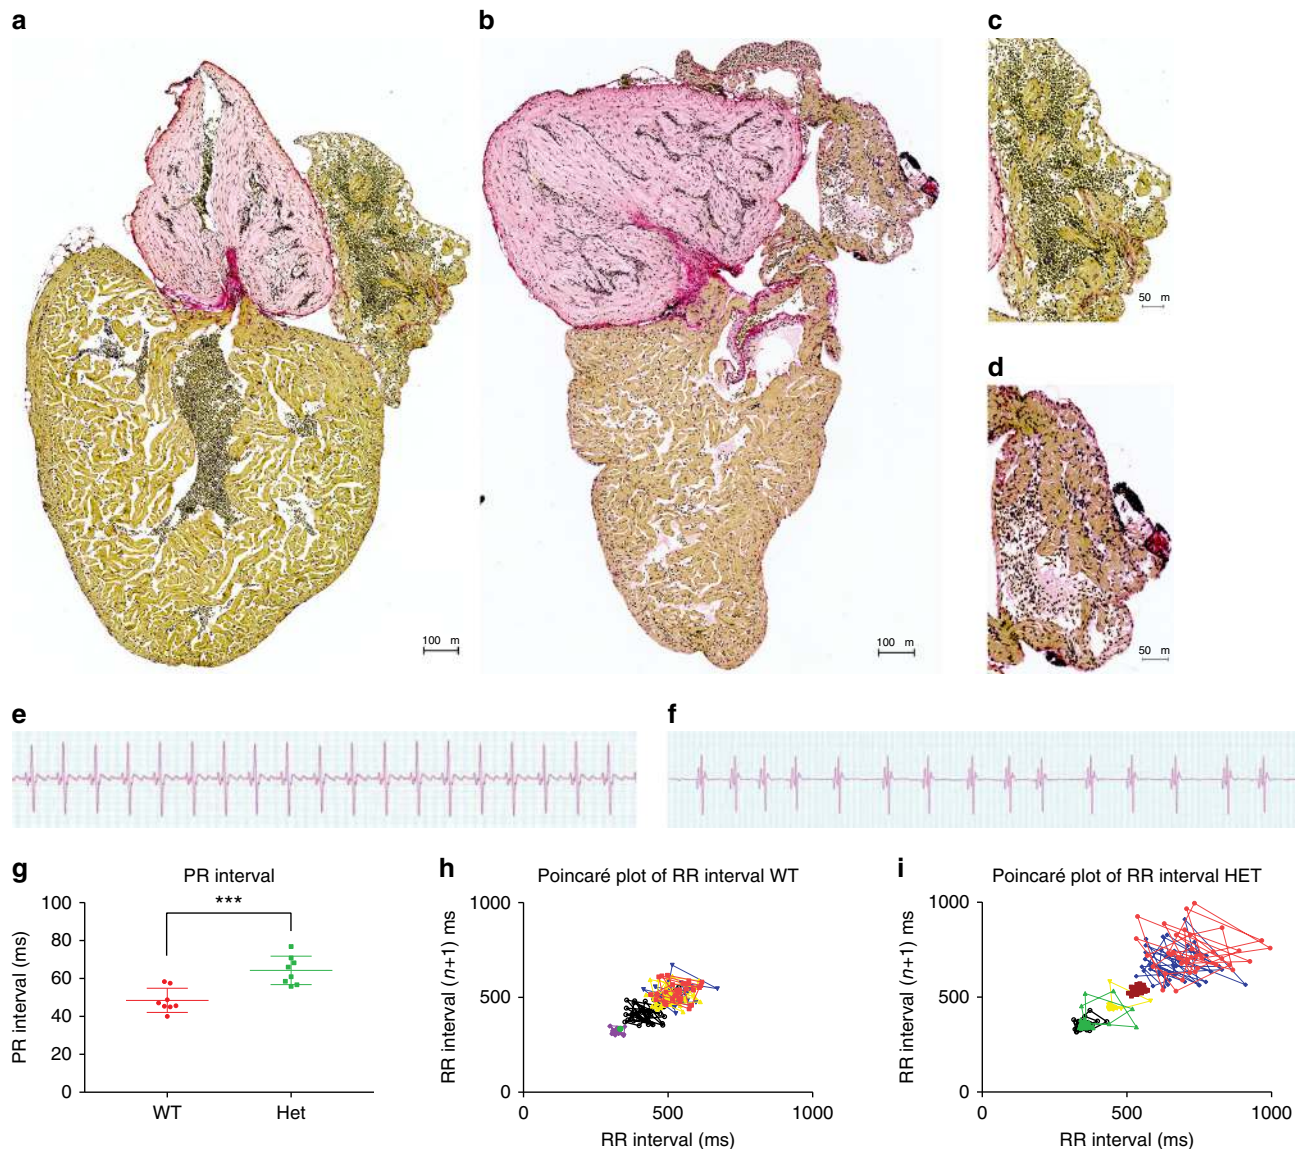 a
b
c
d
100 m
100 m
50 m
50 m
e
f
g
PR interval
***
100
80
60
40
20
0
PR interval (ms)
WT
Het
h
Poincaré plot of RR interval WT
1000
500
0
RR interval (n+1) ms
0
500
1000
RR interval (ms)
i
Poincaré plot of RR interval HET
1000
500
0
RR interval (n+1) ms
0
500
1000
RR interval (ms)